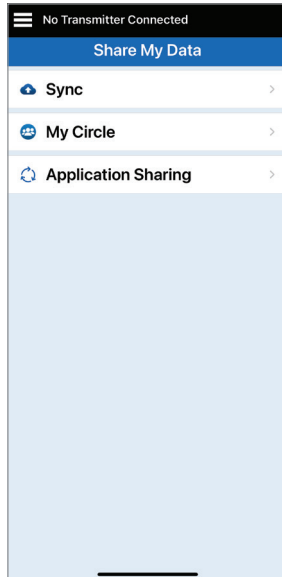 No Transmitter Connected
Share My Data
Sync
My Circle
Application Sharing